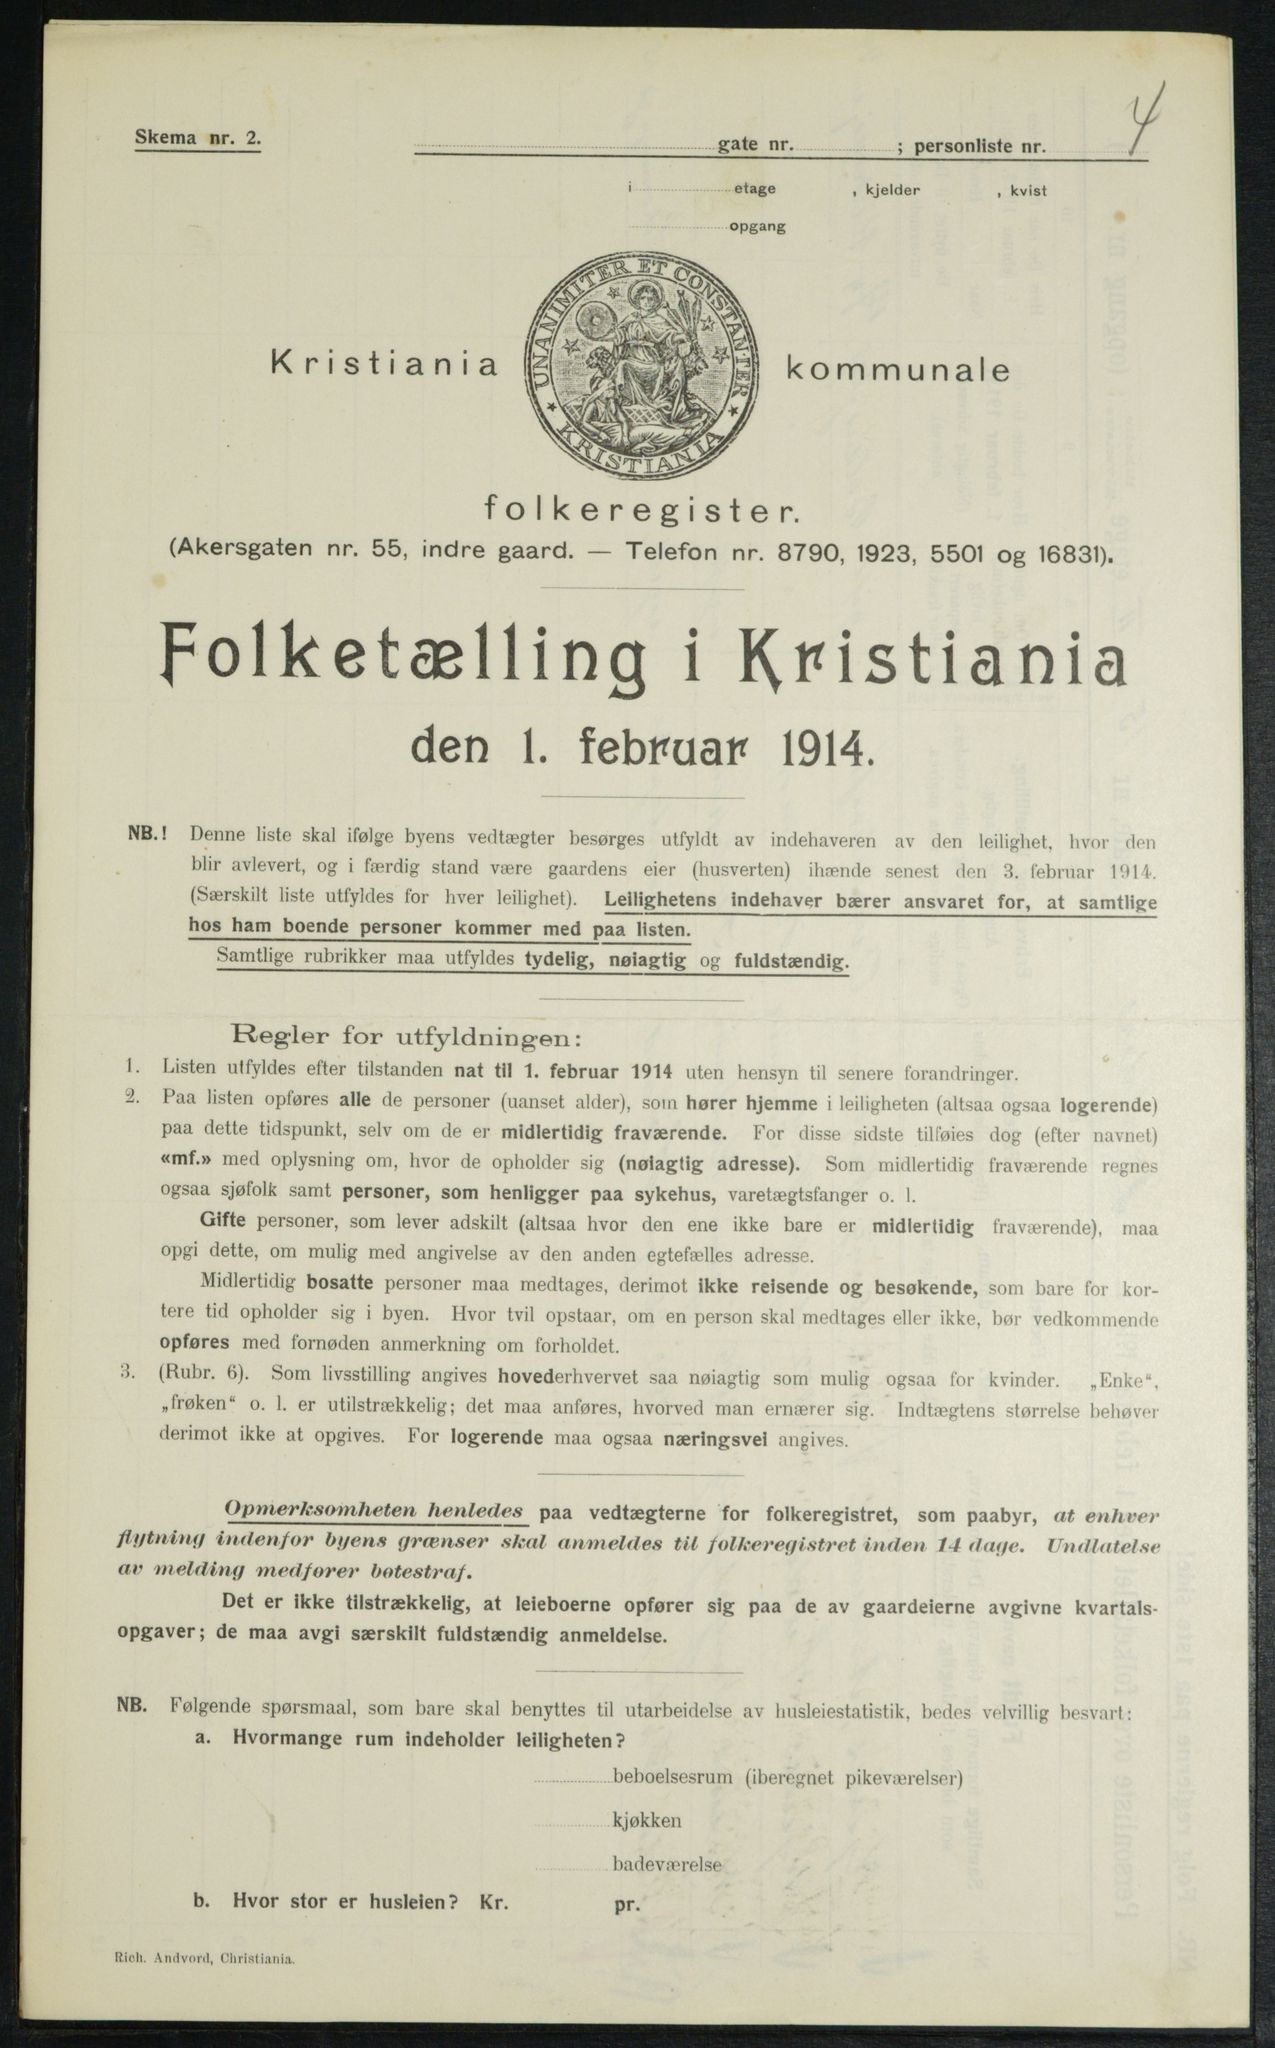 Skema nr. 2.
gate nr. ; personliste nr. 4
i etage , kjelder , kvist
opgang
UNANIMITER ET CONSTANTER
KRISTIANIA
Kristiania kommunale
folkeregister.
(Akersgaten nr. 55, indre gaard. — Telefon nr. 8790, 1923, 5501 og 16831).
Folketælling i Kristiania
den 1. februar 1914.
NB.! Denne liste skal ifølge byens vedtægter besørges utfyldt av indehaveren av den leilighet, hvor den
blir avlevert, og i færdig stand være gaardens eier (husverten) ihænde senest den 3. februar 1914.
(Særskilt liste utfyldes for hver leilighet). Leilighetens indehaver bærer ansvaret for, at samtlige
hos ham boende personer kommer med paa listen.
Samtlige rubrikker maa utfyldes tydelig, nøiagtig og fuldstændig.
Regler for utfyldningen:
1. Listen utfyldes efter tilstanden nat til 1. februar 1914 uten hensyn til senere forandringer.
2. Paa listen opføres alle de personer (uanset alder), som hører hjemme i leiligheten (altsaa ogsaa logerende)
paa dette tidspunkt, selv om de er midlertidig fraværende. For disse sidste tilføies dog (efter navnet)
«mf.» med oplysning om, hvor de opholder sig (nøiagtig adresse). Som midlertidig fraværende regnes
ogsaa sjøfolk samt personer, som henligger paa sykehus, varetægtsfanger o. l.
Gifte personer, som lever adskilt (altsaa hvor den ene ikke bare er midlertidig fraværende), maa
opgi dette, om mulig med angivelse av den anden egtefælles adresse.
Midlertidig bosatte personer maa medtages, derimot ikke reisende og besøkende, som bare for kor-
tere tid opholder sig i byen. Hvor tvil opstaar, om en person skal medtages eller ikke, bør vedkommende
opføres med fornøden anmerkning om forholdet.
3. (Rubr. 6). Som livsstilling angives hovederhvervet saa nøiagtig som mulig ogsaa for kvinder. „Enke“,
„frøken“ o. l. er utilstrækkelig; det maa anføres, hvorved man ernærer sig. Indtægtens størrelse behøver
derimot ikke at opgives. For logerende maa ogsaa næringsvei angives.
Opmerksomheten henledes paa vedtægterne for folkeregistret, som paabyr, at enhver
flytning indenfor byens grænser skal anmeldes til folkeregistret inden 14 dage. Undlatelse
av melding medfører bøtestraf.
Det er ikke tilstrækkelig, at leieboerne opfører sig paa de av gaardeierne avgivne kvartals-
opgaver; de maa avgi særskilt fuldstændig anmeldelse.
NB. Følgende spørsmaal, som bare skal benyttes til utarbeidelse av husleiestatistik, bedes velvillig besvart:
a. Hvormange rum indeholder leiligheten?
beboelsesrum (iberegnet pikeværelser)
kjøkken
badeværelse
b. Hvor stor er husleien? Kr. pr.
Rich. Andvord, Christiania.